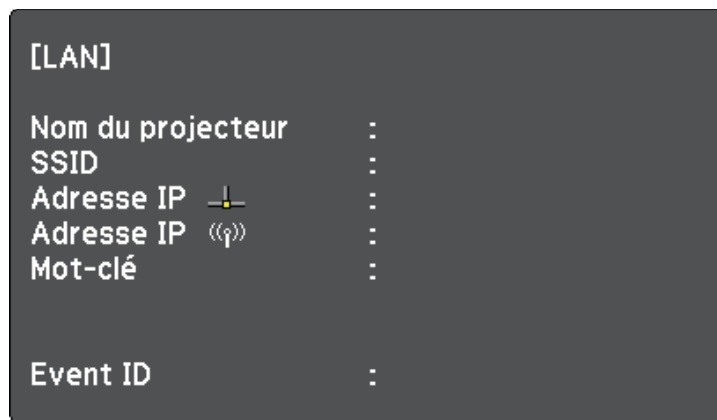 [LAN]
Nom du projecteur :
SSID :
Adresse IP :
Adresse IP :
Mot-clé :
Event ID :